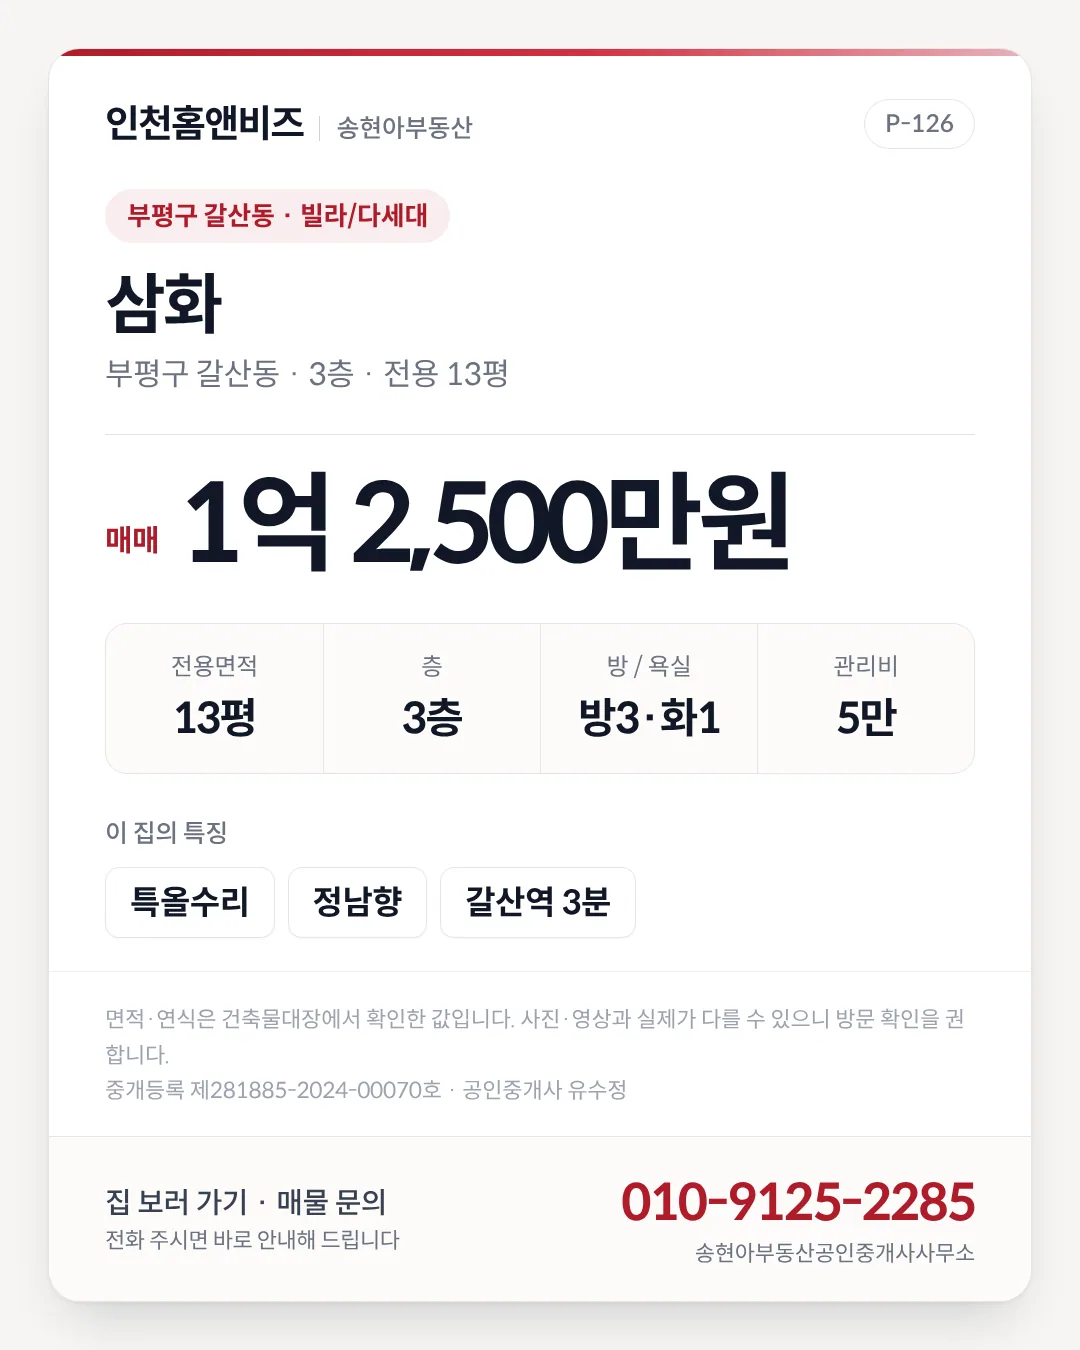 인천홈앤비즈 | 송현아부동산
P-126
부평구 갈산동 · 빌라/다세대
삼화
부평구 갈산동 · 3층 · 전용 13평
매매 1억 2,500만원
전용면적 층 방 / 욕실 관리비
13평 3층 방3·화1 5만
이 집의 특징
특올수리 정남향 갈산역 3분
면적·연식은 건축물대장에서 확인한 값입니다. 사진·영상과 실제가 다를 수 있으니 방문 확인을 권
합니다.
중개등록 제281885-2024-00070호 · 공인중개사 유수정
집 보러 가기 · 매물 문의
전화 주시면 바로 안내해 드립니다
010-9125-2285
송현아부동산공인중개사사무소